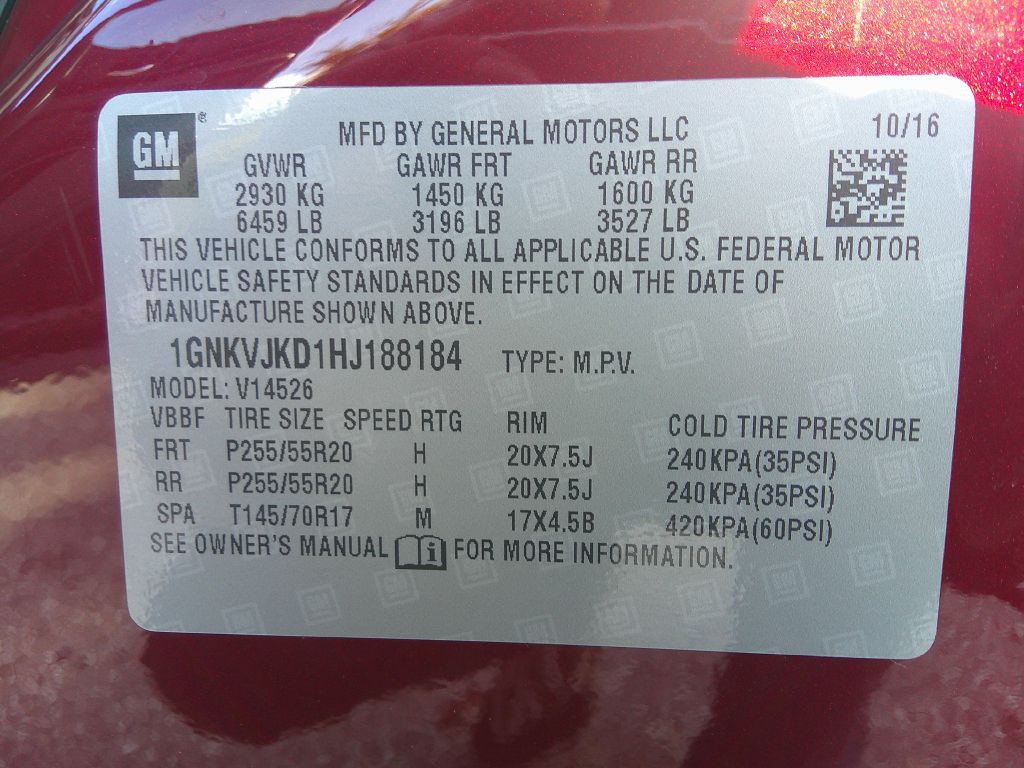 GM ®
MFD BY GENERAL MOTORS LLC 10/16
GVWR GAWR FRT GAWR RR
2930 KG 1450 KG 1600 KG
6459 LB 3196 LB 3527 LB
THIS VEHICLE CONFORMS TO ALL APPLICABLE U.S. FEDERAL MOTOR
VEHICLE SAFETY STANDARDS IN EFFECT ON THE DATE OF
MANUFACTURE SHOWN ABOVE.
1GNKVJKD1HJ188184 TYPE: M.P.V.
MODEL: V14526
VBBF TIRE SIZE SPEED RTG RIM COLD TIRE PRESSURE
FRT P255/55R20 H 20X7.5J 240KPA(35PSI)
RR P255/55R20 H 20X7.5J 240KPA(35PSI)
SPA T145/70R17 M 17X4.5B 420KPA(60PSI)
SEE OWNER'S MANUAL i FOR MORE INFORMATION.